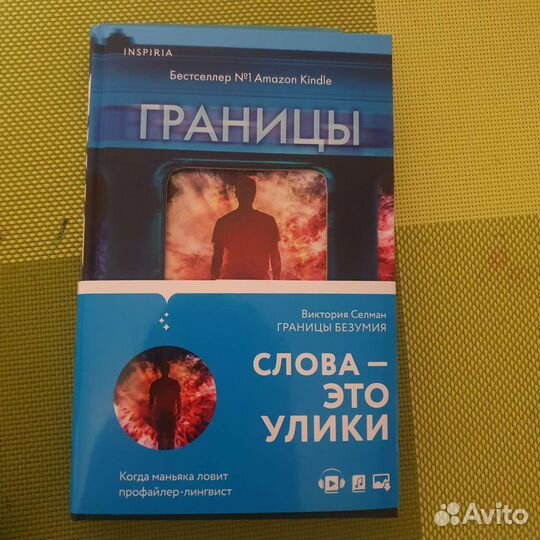 INSPIRIA
Бестселлер №1 Amazon Kindle
ГРАНИЦЫ
Виктория Селман
ГРАНИЦЫ БЕЗУМИЯ
СЛОВА –
ЭТО
УЛИКИ
Когда маньяка ловит
профайлер-лингвист
Avito